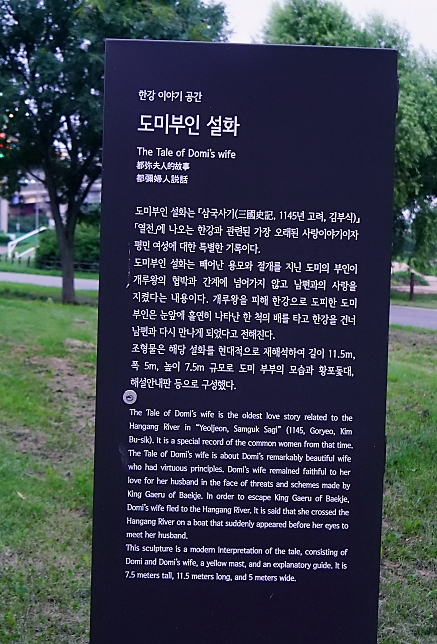 한강 이야기 공간
도미부인 설화
The Tale of Domi's wife
都弥夫人的故事
都彌婦人説話
도미부인 설화는 『삼국사기(三國史記, 1145년 고려, 김부식)』
「열전」에 나오는 한강과 관련된 가장 오래된 사랑이야기이자
평민 여성에 대한 특별한 기록이다.
도미부인 설화는 빼어난 용모와 절개를 지닌 도미의 부인이
개루왕의 협박과 간계에 넘어가지 않고 남편과의 사랑을
지켰다는 내용이다. 개루왕을 피해 한강으로 도피한 도미
부인은 눈앞에 홀연히 나타난 한 척의 배를 타고 한강을 건너
남편과 다시 만나게 되었다고 전해진다.
조형물은 해당 설화를 현대적으로 재해석하여 길이 11.5m,
폭 5m, 높이 7.5m 규모로 도미 부부의 모습과 황포돛대,
해설안내판 등으로 구성했다.
The Tale of Domi's wife is the oldest love story related to the
Hangang River in "Yeoljeon, Samguk Sagi" (1145, Goryeo, Kim
Bu-sik). It is a special record of the common women from that time.
The Tale of Domi's wife is about Domi's remarkably beautiful wife
who had virtuous principles. Domi's wife remained faithful to her
love for her husband in the face of threats and schemes made by
King Gaeru of Baekje. In order to escape King Gaeru of Baekje,
Domi's wife fled to the Hangang River. It is said that she crossed the
Hangang River on a boat that suddenly appeared before her eyes to
meet her husband.
This sculpture is a modern interpretation of the tale, consisting of
Domi and Domi's wife, a yellow mast, and an explanatory guide. It is
7.5 meters tall, 11.5 meters long, and 5 meters wide.